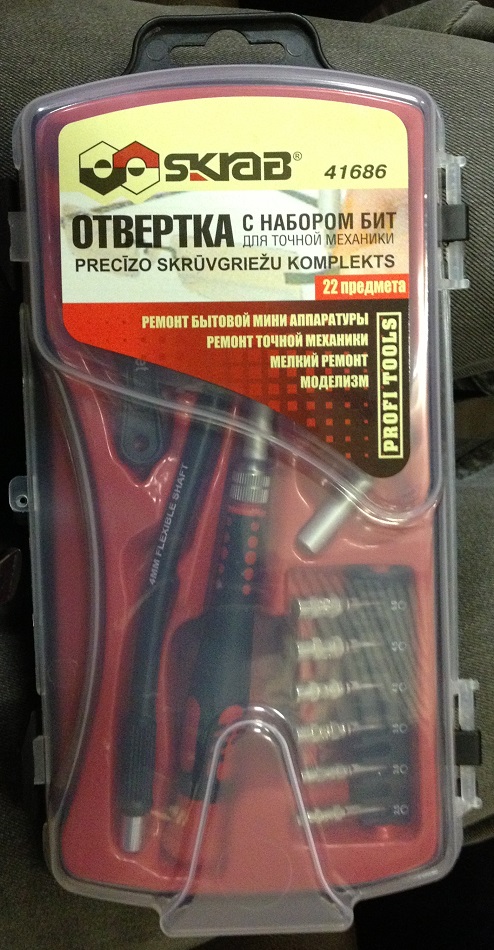 SKRAB®
41686
ОТВЕРТКА С НАБОРОМ БИТ
ДЛЯ ТОЧНОЙ МЕХАНИКИ
PRECĪZO SKRŪVGRIEŽU KOMPLEKTS
22 предмета
РЕМОНТ БЫТОВОЙ МИНИ АППАРАТУРЫ
РЕМОНТ ТОЧНОЙ МЕХАНИКИ
МЕЛКИЙ РЕМОНТ
МОДЕЛИЗМ
PROFI TOOLS
4MM FLEXIBLE SHAFT